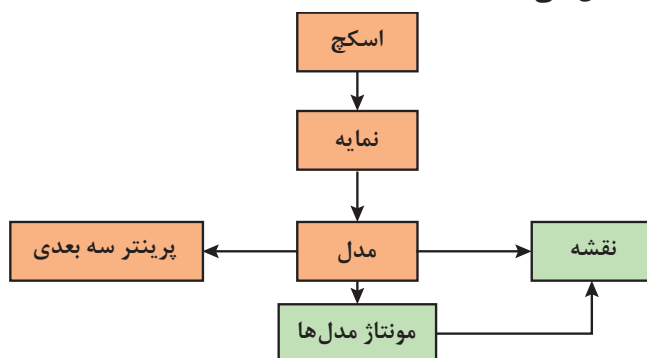 اسکچ
نمایه
پرینتر سه بعدی
مدل
نقشه
مونتاژ مدل‌ها